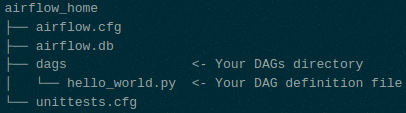 airflow_home
├── airflow.cfg
├── airflow.db
├── dags                <- Your DAGs directory
│   └── hello_world.py  <- Your DAG definition file
└── unittests.cfg